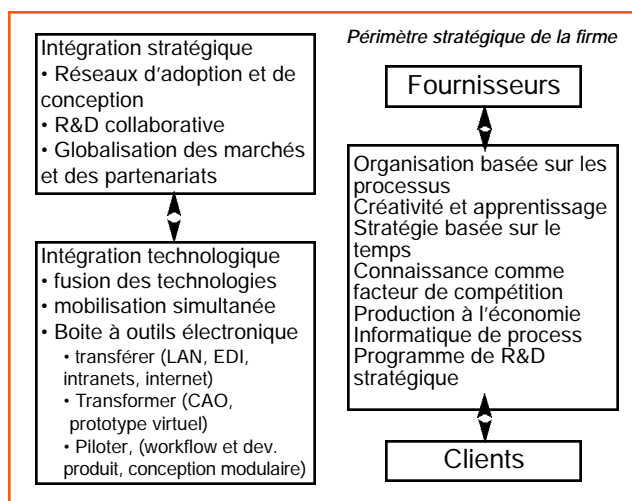 Intégration stratégique
• Réseaux d'adoption et de
conception
• R&D collaborative
• Globalisation des marchés
et des partenariats
Intégration technologique
• fusion des technologies
• mobilisation simultanée
• Boite à outils électronique
• transférer (LAN, EDI,
intranets, internet)
• Transformer (CAO,
prototype virtuel)
• Piloter, (workflow et dev.
produit, conception modulaire)
Périmètre stratégique de la firme
Fournisseurs
Organisation basée sur les
processus
Créativité et apprentissage
Stratégie basée sur le
temps
Connaissance comme
facteur de compétition
Production à l'économie
Informatique de process
Programme de R&D
stratégique
Clients